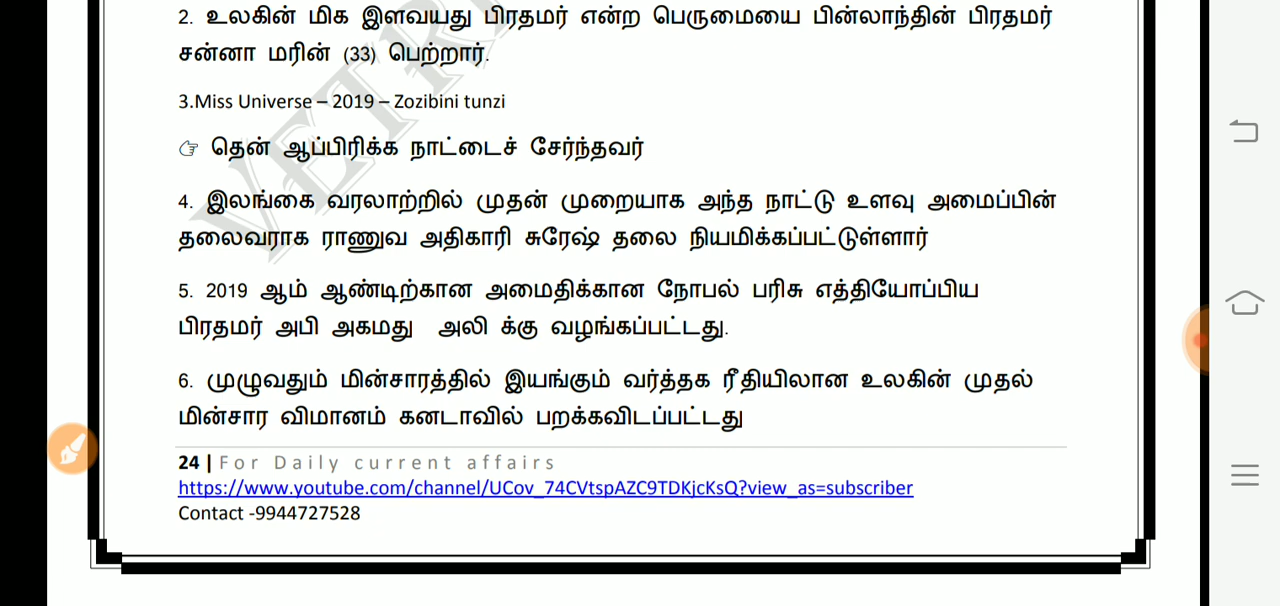 2. உலகின் மிக இளவயது பிரதமர் என்ற பெருமையை பின்லாந்தின் பிரதமர்
சன்னா மரின் (33) பெற்றார்.
3.Miss Universe – 2019 – Zozibini tunzi
☞ தென் ஆப்பிரிக்க நாட்டைச் சேர்ந்தவர்
4. இலங்கை வரலாற்றில் முதன் முறையாக அந்த நாட்டு உளவு அமைப்பின்
தலைவராக ராணுவ அதிகாரி சுரேஷ் தலை நியமிக்கப்பட்டுள்ளார்
5. 2019 ஆம் ஆண்டிற்கான அமைதிக்கான நோபல் பரிசு எத்தியோப்பிய
பிரதமர் அபி அகமது அலி க்கு வழங்கப்பட்டது.
6. முழுவதும் மின்சாரத்தில் இயங்கும் வர்த்தக ரீதியிலான உலகின் முதல்
மின்சார விமானம் கனடாவில் பறக்கவிடப்பட்டது
24 | For Daily current affairs
https://www.youtube.com/channel/UCov_74CVtspAZC9TDKjcKsQ?view_as=subscriber
Contact -9944727528
VETRI